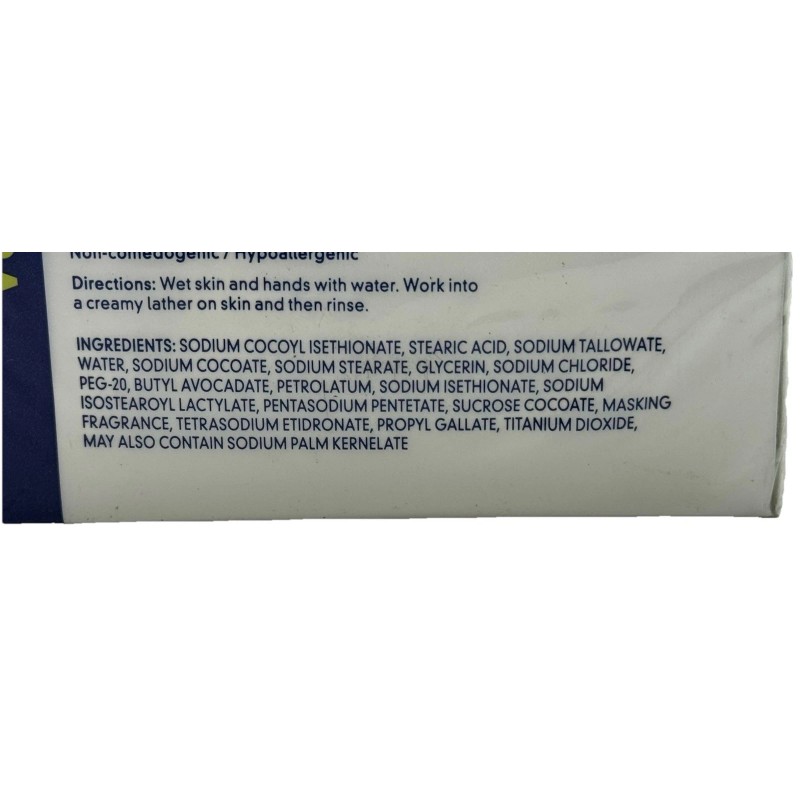 Non-comedogenic / Hypoallergenic
Directions: Wet skin and hands with water. Work into
a creamy lather on skin and then rinse.
INGREDIENTS: SODIUM COCOYL ISETHIONATE, STEARIC ACID, SODIUM TALLOWATE,
WATER, SODIUM COCOATE, SODIUM STEARATE, GLYCERIN, SODIUM CHLORIDE,
PEG-20, BUTYL AVOCADATE, PETROLATUM, SODIUM ISETHIONATE, SODIUM
ISOSTEAROYL LACTYLATE, PENTASODIUM PENTETATE, SUCROSE COCOATE, MASKING
FRAGRANCE, TETRASODIUM ETIDRONATE, PROPYL GALLATE, TITANIUM DIOXIDE,
MAY ALSO CONTAIN SODIUM PALM KERNELATE